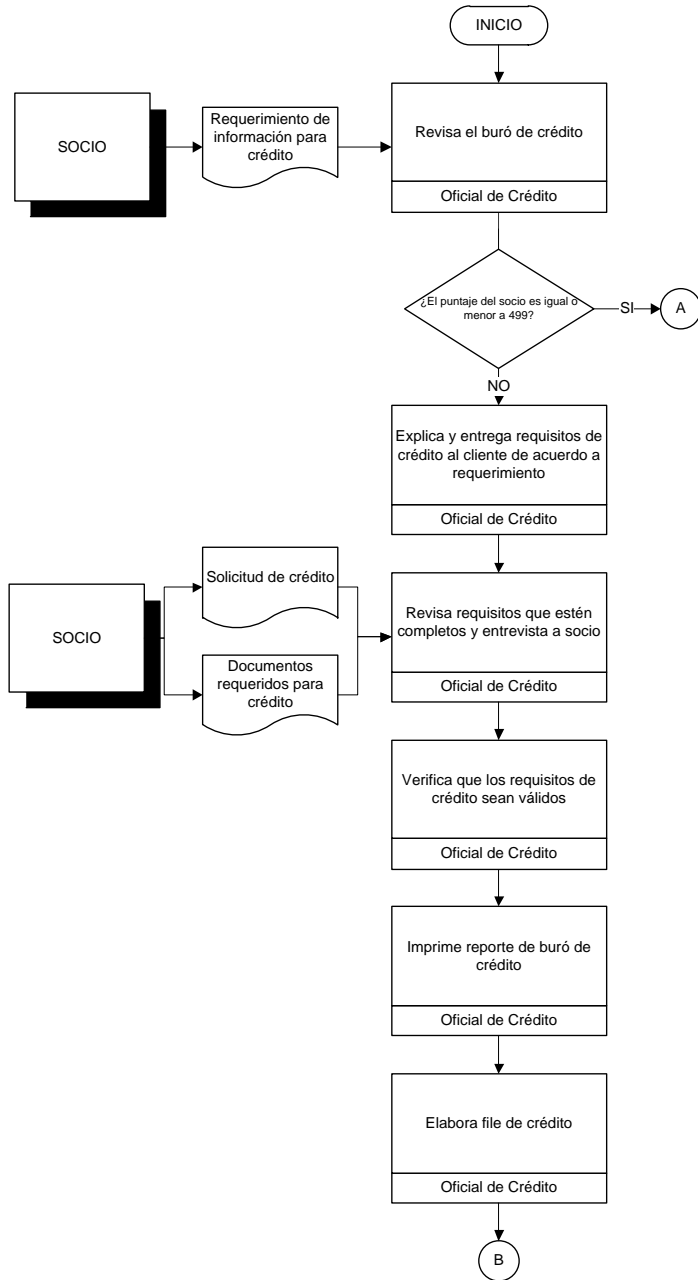 INICIO
SOCIO
Requerimiento de
información para
crédito
Revisa el buró de crédito
Oficial de Crédito
¿El puntaje del socio es igual o
menor a 499?
SI
A
NO
Explica y entrega requisitos de
crédito al cliente de acuerdo a
requerimiento
Oficial de Crédito
SOCIO
Solicitud de crédito
Documentos
requeridos para
crédito
Revisa requisitos que estén
completos y entrevista a socio
Oficial de Crédito
Verifica que los requisitos de
crédito sean válidos
Oficial de Crédito
Imprime reporte de buró de
crédito
Oficial de Crédito
Elabora file de crédito
Oficial de Crédito
B